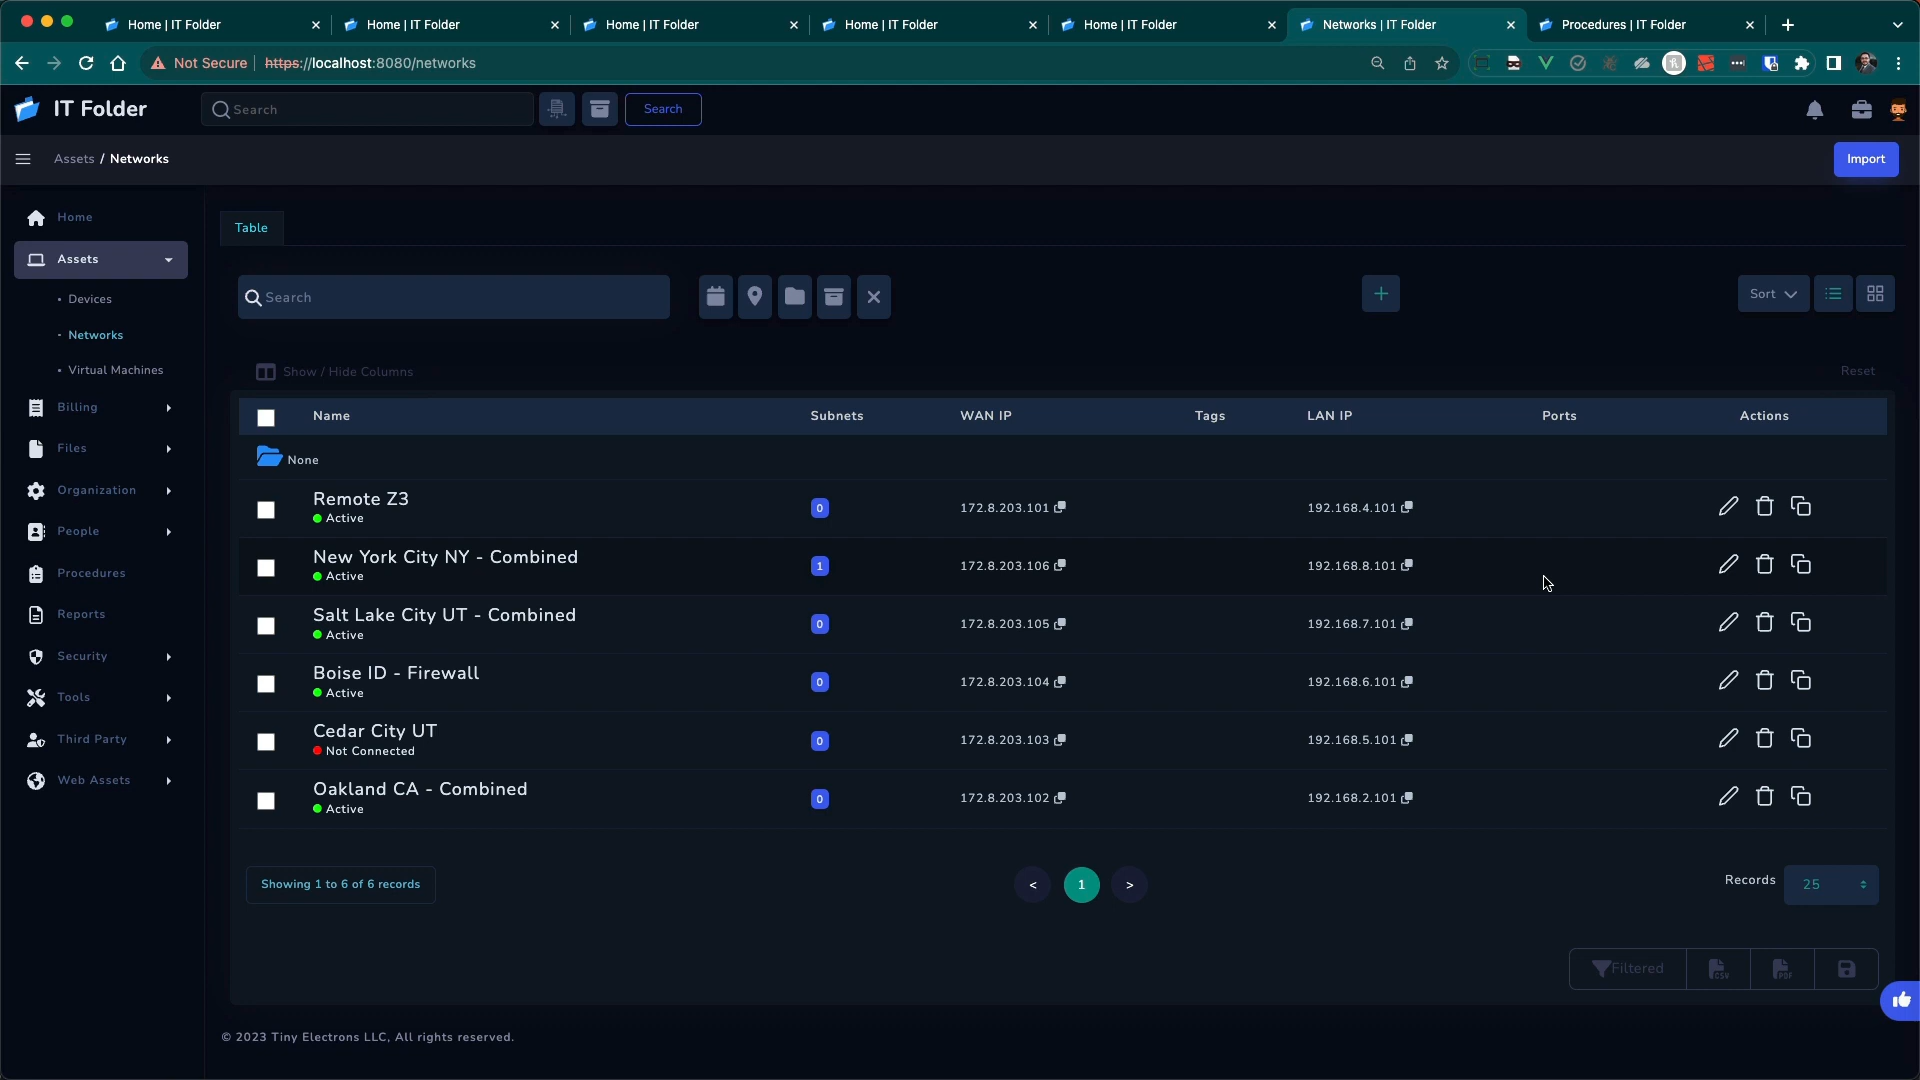 Home | IT Folder
Home | IT Folder
Home | IT Folder
Home | IT Folder
Home | IT Folder
Networks | IT Folder
Procedures | IT Folder
Not Secure
https://localhost:8080/networks
IT Folder
Search
Search
Assets / Networks
Import
Home
Assets
Devices
Networks
Virtual Machines
Billing
Files
Organization
People
Procedures
Reports
Security
Tools
Third Party
Web Assets
Table
Search
Sort
Show / Hide Columns
Reset
Name Subnets WAN IP Tags LAN IP Ports Actions
None
Remote Z3
Active
0 172.8.203.101 192.168.4.101
New York City NY - Combined
Active
1 172.8.203.106 192.168.8.101
Salt Lake City UT - Combined
Active
0 172.8.203.105 192.168.7.101
Boise ID - Firewall
Active
0 172.8.203.104 192.168.6.101
Cedar City UT
Not Connected
0 172.8.203.103 192.168.5.101
Oakland CA - Combined
Active
0 172.8.203.102 192.168.2.101
Showing 1 to 6 of 6 records
< 1 >
Records 25
Filtered
CSV
PDF
© 2023 Tiny Electrons LLC, All rights reserved.